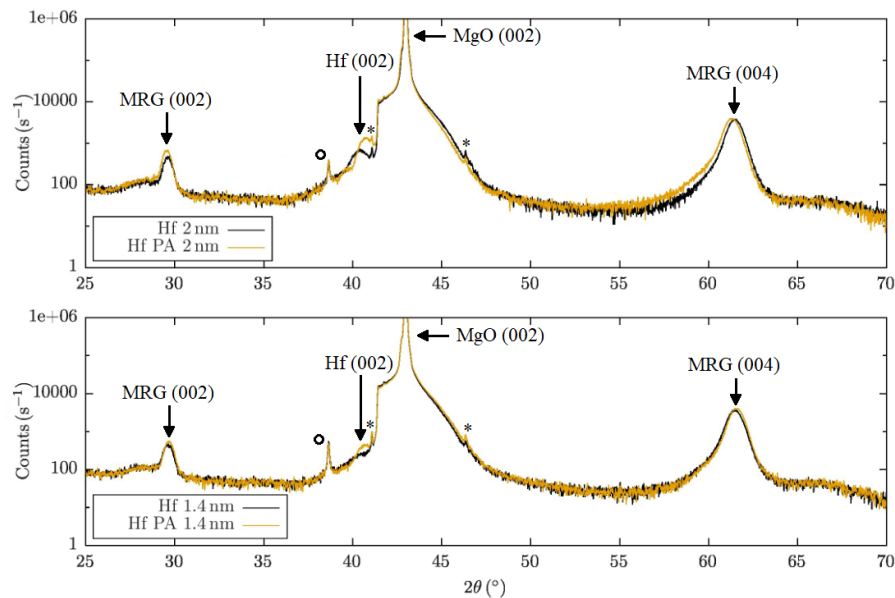 1e+06
MgO (002)
Hf (002)
MRG (004)
MRG (002)
10000
Counts (s⁻¹)
*
*
100
Hf 2 nm
Hf PA 2 nm
1
25 30 35 40 45 50 55 60 65 70
1e+06
MgO (002)
Hf (002)
MRG (004)
MRG (002)
10000
Counts (s⁻¹)
*
*
100
Hf 1.4 nm
Hf PA 1.4 nm
1
25 30 35 40 45 50 55 60 65 70
2θ (°)